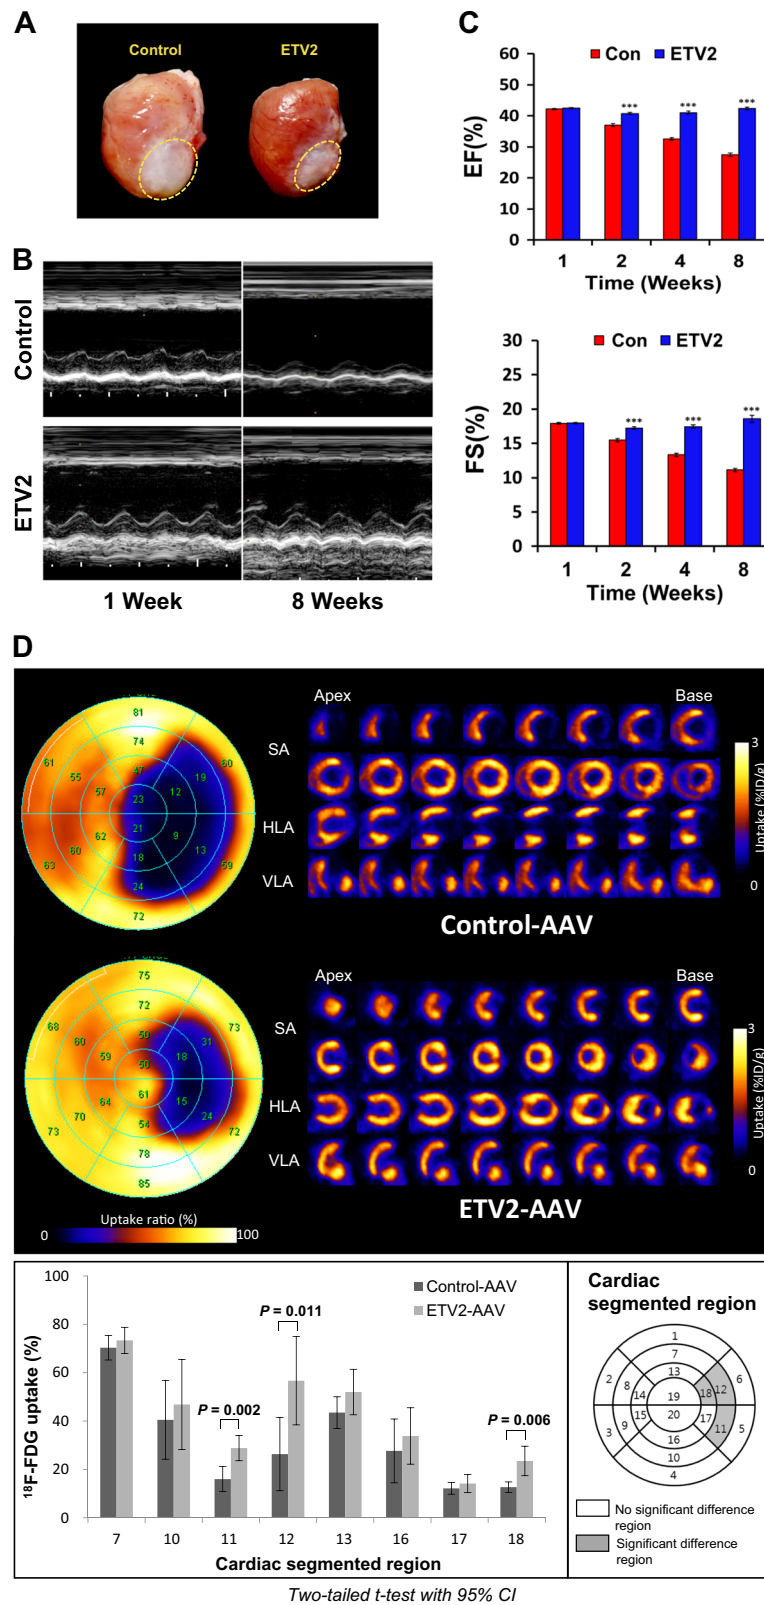 A
Control
ETV2
B
Control
ETV2
1 Week
8 Weeks
C
Con
ETV2
60
50
40
30
20
10
0
EF(%)
***
***
***
1
2
4
8
Time (Weeks)
Con
ETV2
30
25
20
15
10
5
0
FS(%)
***
***
***
1
2
4
8
Time (Weeks)
D
81
74
47
61
55
57
60
19
12
23
21
62
60
63
9
13
59
18
24
72
Apex
Base
SA
HLA
VLA
3
Uptake (%ID/g)
0
Control-AAV
75
72
50
68
60
59
73
31
18
50
61
64
70
73
15
24
72
54
78
85
Apex
Base
SA
HLA
VLA
3
Uptake (%ID/g)
0
ETV2-AAV
Uptake ratio (%)
0
100
100
80
60
40
20
0
18F-FDG uptake (%)
Control-AAV
ETV2-AAV
P = 0.002
P = 0.011
P = 0.006
7
10
11
12
13
16
17
18
Cardiac segmented region
Cardiac
segmented region
1
7
13
2
8
14
19
18
12
6
3
9
15
20
17
11
5
16
10
4
No significant difference
region
Significant difference
region
Two-tailed t-test with 95% CI